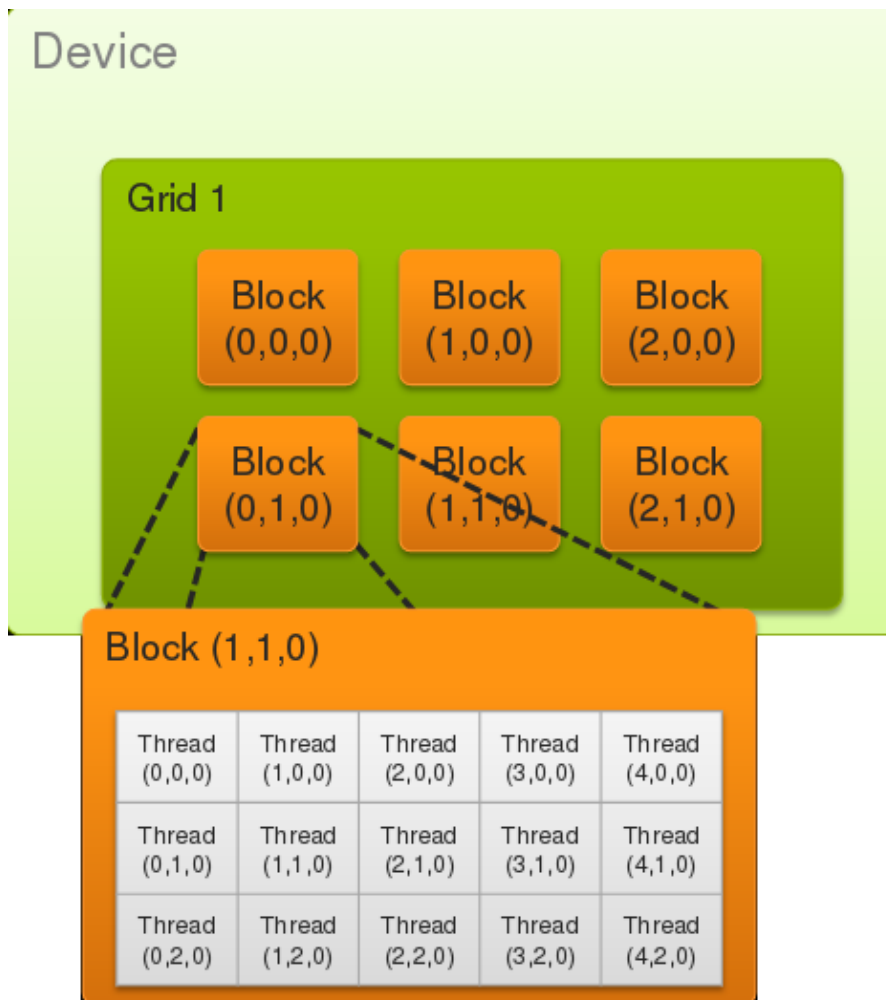 Device
Grid 1
Block
(0,0,0)
Block
(1,0,0)
Block
(2,0,0)
Block
(0,1,0)
Block
(1,1,0)
Block
(2,1,0)
Block (1,1,0)
Thread
(0,0,0)
Thread
(1,0,0)
Thread
(2,0,0)
Thread
(3,0,0)
Thread
(4,0,0)
Thread
(0,1,0)
Thread
(1,1,0)
Thread
(2,1,0)
Thread
(3,1,0)
Thread
(4,1,0)
Thread
(0,2,0)
Thread
(1,2,0)
Thread
(2,2,0)
Thread
(3,2,0)
Thread
(4,2,0)